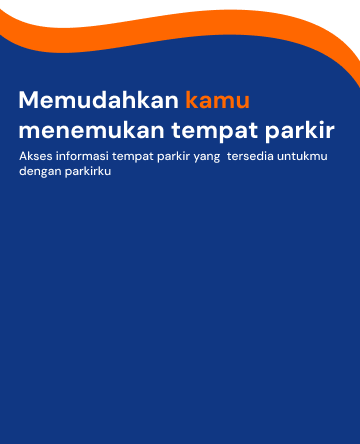 Memudahkan kamu
menemukan tempat parkir
Akses informasi tempat parkir yang  tersedia untukmu
dengan parkirku